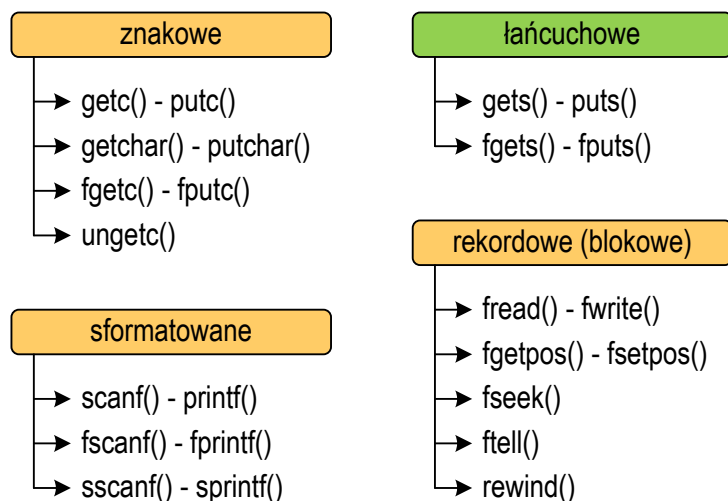 znakowe
getc() - putc()
getchar() - putchar()
fgetc() - fputc()
ungetc()
sformatowane
scanf() - printf()
fscanf() - fprintf()
sscanf() - sprintf()
łańcuchowe
gets() - puts()
fgets() - fputs()
rekordowe (blokowe)
fread() - fwrite()
fgetpos() - fsetpos()
fseek()
ftell()
rewind()